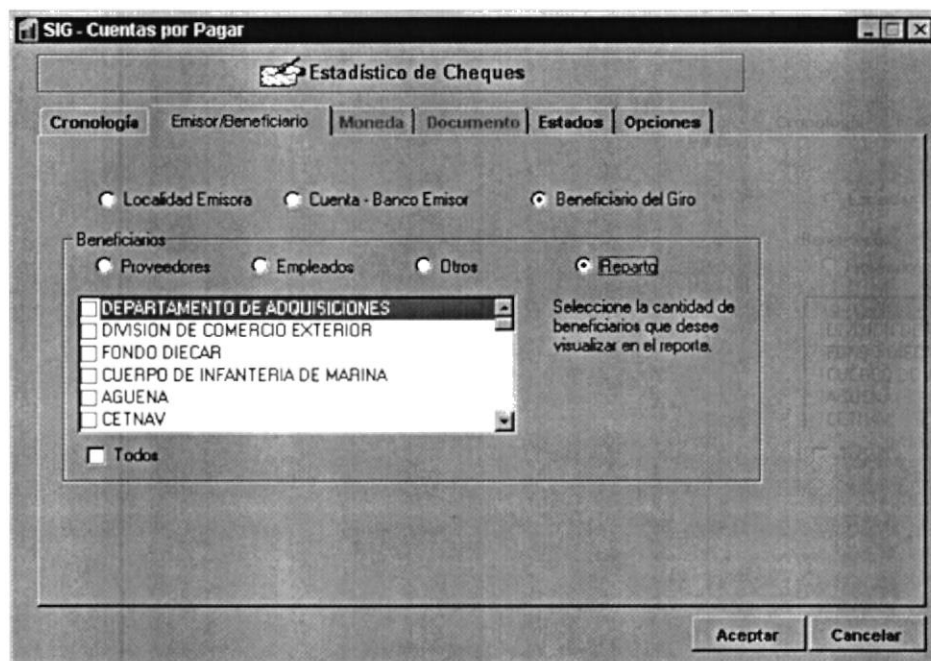 SIG - Cuentas por Pagar
Estadístico de Cheques
Cronología Emisor/Beneficiario Moneda Documento Estados Opciones
Localidad Emisora Cuenta - Banco Emisor Beneficiario del Giro
Beneficiarios
Proveedores Empleados Otros Reparto
DEPARTAMENTO DE ADQUISICIONES
DIVISION DE COMERCIO EXTERIOR
FONDO DIECAR
CUERPO DE INFANTERIA DE MARINA
AGUENA
CETNAV
Seleccione la cantidad de
beneficiarios que desee
visualizar en el reporte.
Todos
Aceptar Cancelar